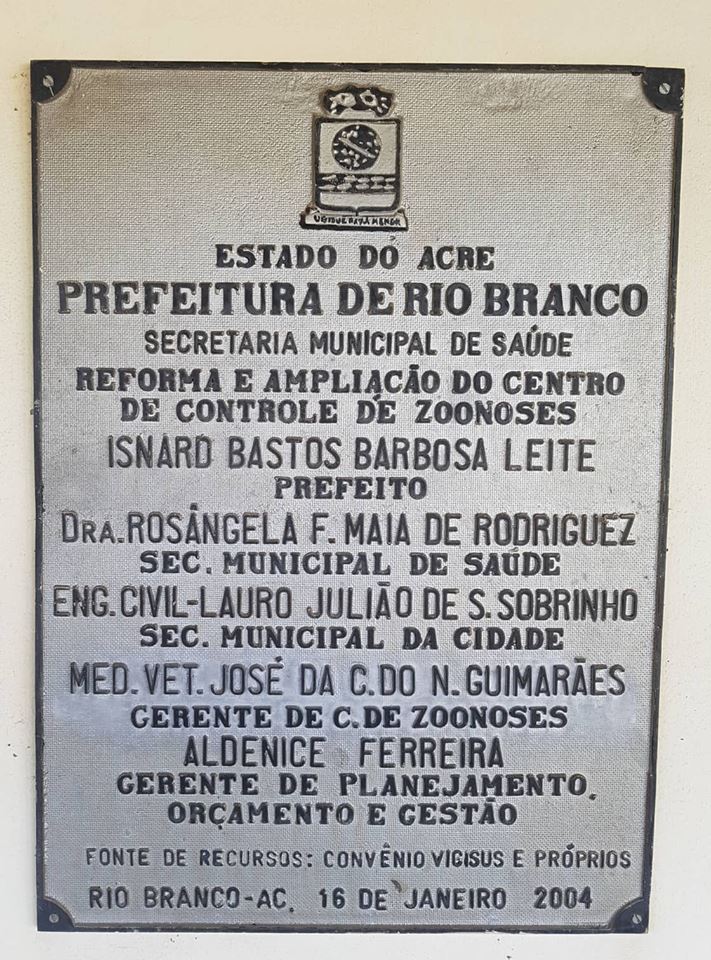 ESTADO DO ACRE
PREFEITURA DE RIO BRANCO
SECRETARIA MUNICIPAL DE SAÚDE
REFORMA E AMPLIAÇÃO DO CENTRO
DE CONTROLE DE ZOONOSES
ISNARD BASTOS BARBOSA LEITE
PREFEITO
DRA. ROSÂNGELA F. MAIA DE RODRIGUEZ
SEC. MUNICIPAL DE SAÚDE
ENG. CIVIL-LAURO JULIÃO DE S. SOBRINHO
SEC. MUNICIPAL DA CIDADE
MED. VET. JOSÉ DA C. DO N. GUIMARÃES
GERENTE DE C. DE ZOONOSES
ALDENICE FERREIRA
GERENTE DE PLANEJAMENTO,
ORÇAMENTO E GESTÃO
FONTE DE RECURSOS: CONVÊNIO VIGISUS E PRÓPRIOS
RIO BRANCO-AC, 16 DE JANEIRO 2004